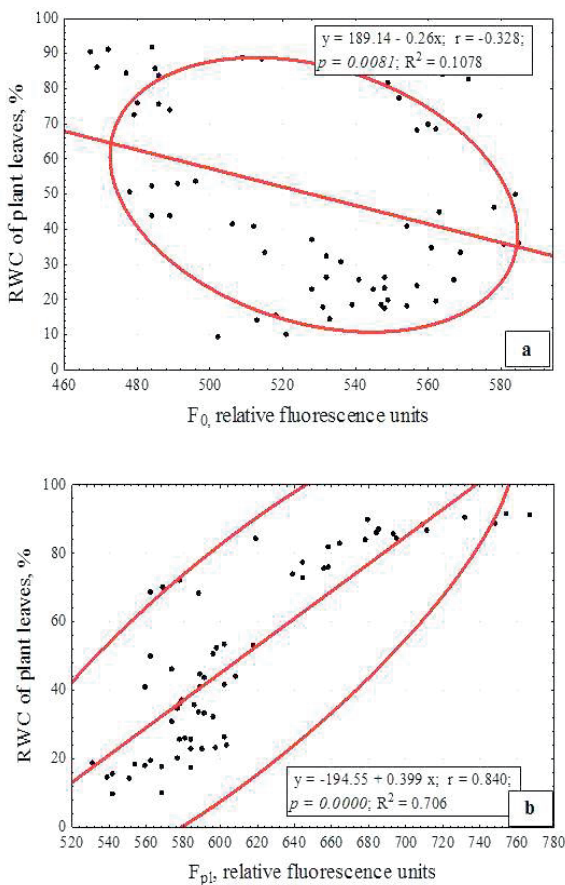 y = 189.14 - 0.26x;  r = -0.328;
p = 0.0081; R² = 0.1078
RWC of plant leaves, %
100
90
80
70
60
50
40
30
20
10
0
a
460 480 500 520 540 560 580
F₀, relative fluorescence units
RWC of plant leaves, %
100
80
60
40
20
0
y = -194.55 + 0.399 x;  r = 0.840;
p = 0.0000; R² = 0.706
b
520 540 560 580 600 620 640 660 680 700 720 740 760 780
Fpl, relative fluorescence units